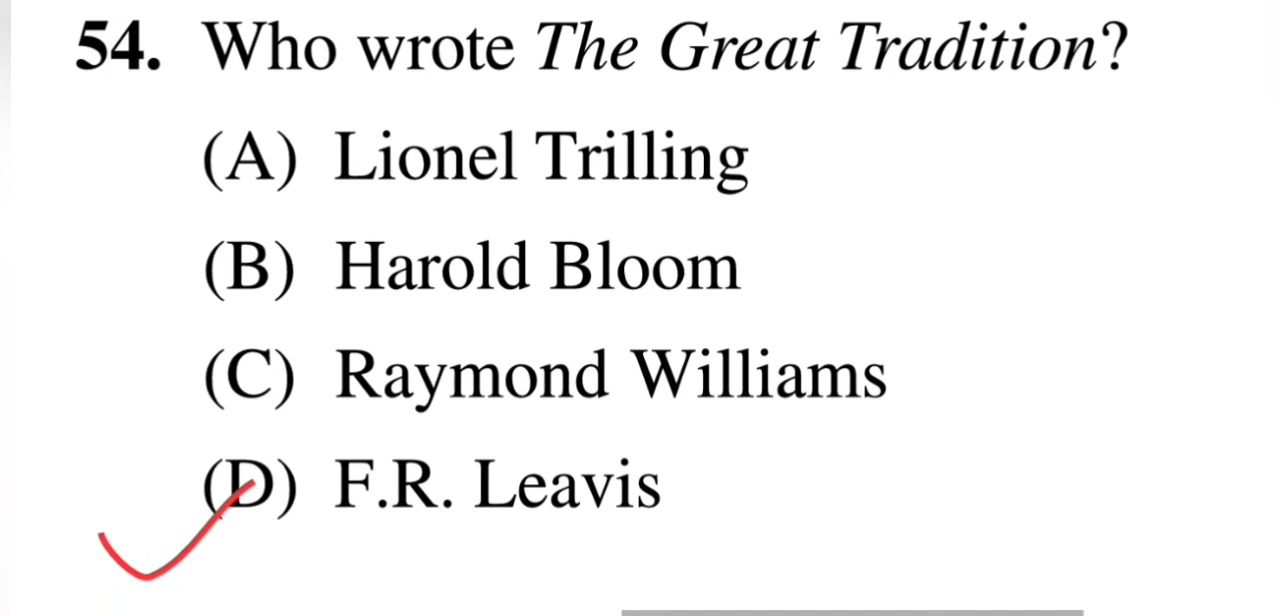 54. Who wrote The Great Tradition?
(A) Lionel Trilling
(B) Harold Bloom
(C) Raymond Williams
(D) F.R. Leavis